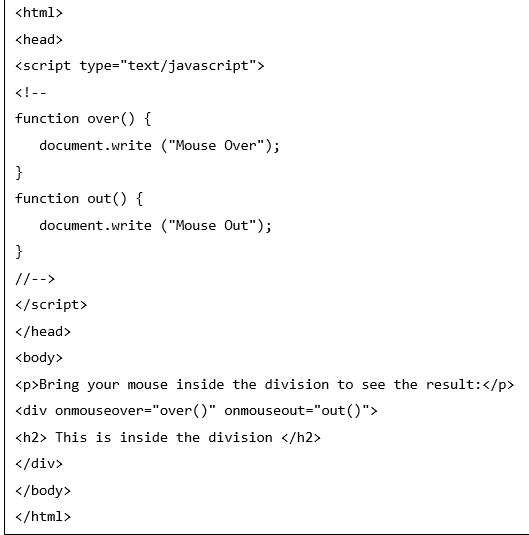 <html>
<head>
<script type="text/javascript">
<!--
function over() {
   document.write ("Mouse Over");
}
function out() {
   document.write ("Mouse Out");
}
//-->
</script>
</head>
<body>
<p>Bring your mouse inside the division to see the result:</p>
<div onmouseover="over()" onmouseout="out()">
<h2> This is inside the division </h2>
</div>
</body>
</html>